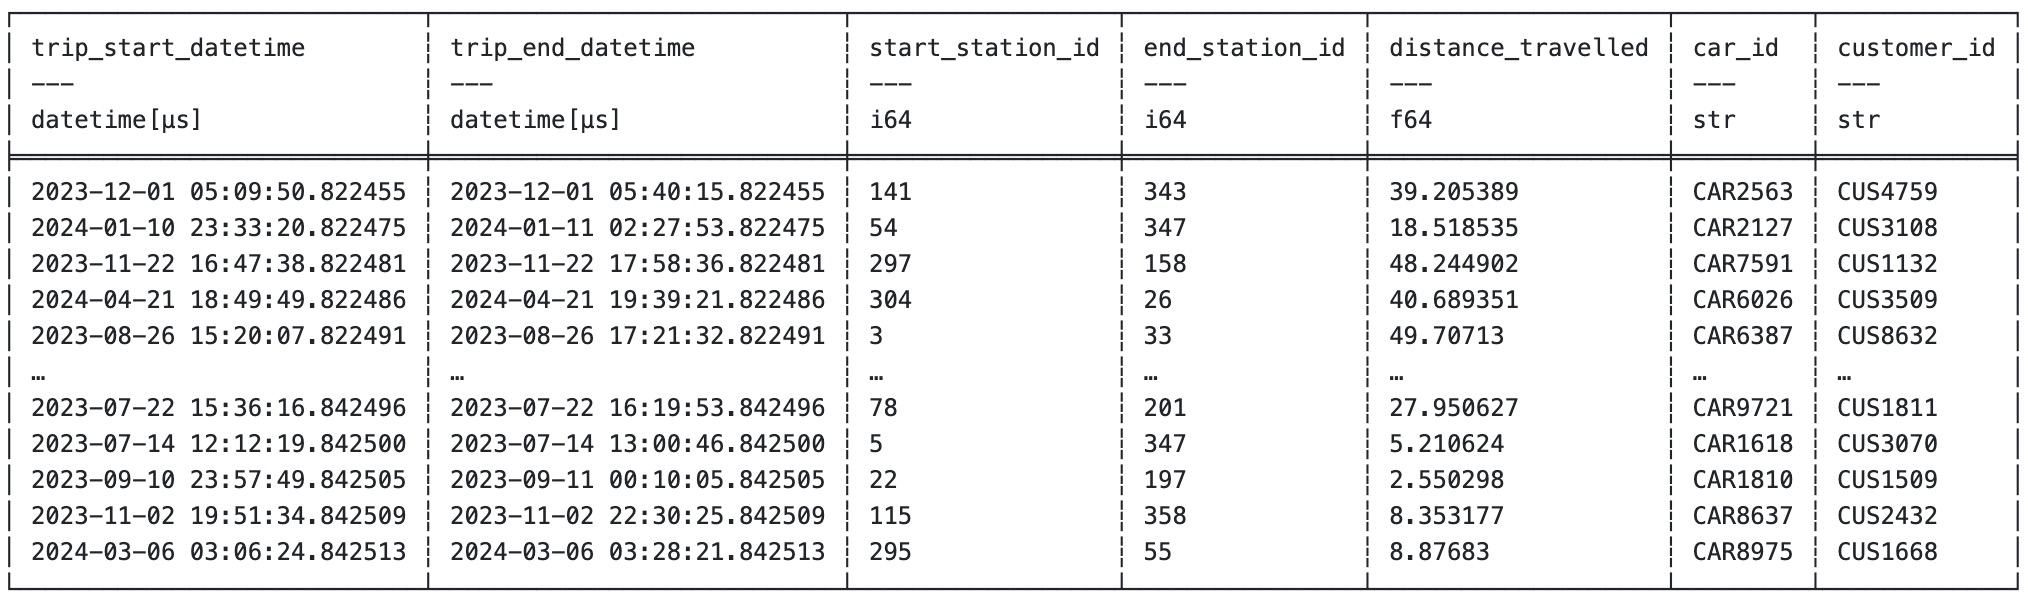 trip_start_datetime trip_end_datetime start_station_id end_station_id distance_travelled car_id customer_id
--- --- --- --- --- --- ---
datetime[μs] datetime[μs] i64 i64 f64 str str
2023-12-01 05:09:50.822455 2023-12-01 05:40:15.822455 141 343 39.205389 CAR2563 CUS4759
2024-01-10 23:33:20.822475 2024-01-11 02:27:53.822475 54 347 18.518535 CAR2127 CUS3108
2023-11-22 16:47:38.822481 2023-11-22 17:58:36.822481 297 158 48.244902 CAR7591 CUS1132
2024-04-21 18:49:49.822486 2024-04-21 19:39:21.822486 304 26 40.689351 CAR6026 CUS3509
2023-08-26 15:20:07.822491 2023-08-26 17:21:32.822491 3 33 49.70713 CAR6387 CUS8632
… … … … … … …
2023-07-22 15:36:16.842496 2023-07-22 16:19:53.842496 78 201 27.950627 CAR9721 CUS1811
2023-07-14 12:12:19.842500 2023-07-14 13:00:46.842500 5 347 5.210624 CAR1618 CUS3070
2023-09-10 23:57:49.842505 2023-09-11 00:10:05.842505 22 197 2.550298 CAR1810 CUS1509
2023-11-02 19:51:34.842509 2023-11-02 22:30:25.842509 115 358 8.353177 CAR8637 CUS2432
2024-03-06 03:06:24.842513 2024-03-06 03:28:21.842513 295 55 8.87683 CAR8975 CUS1668